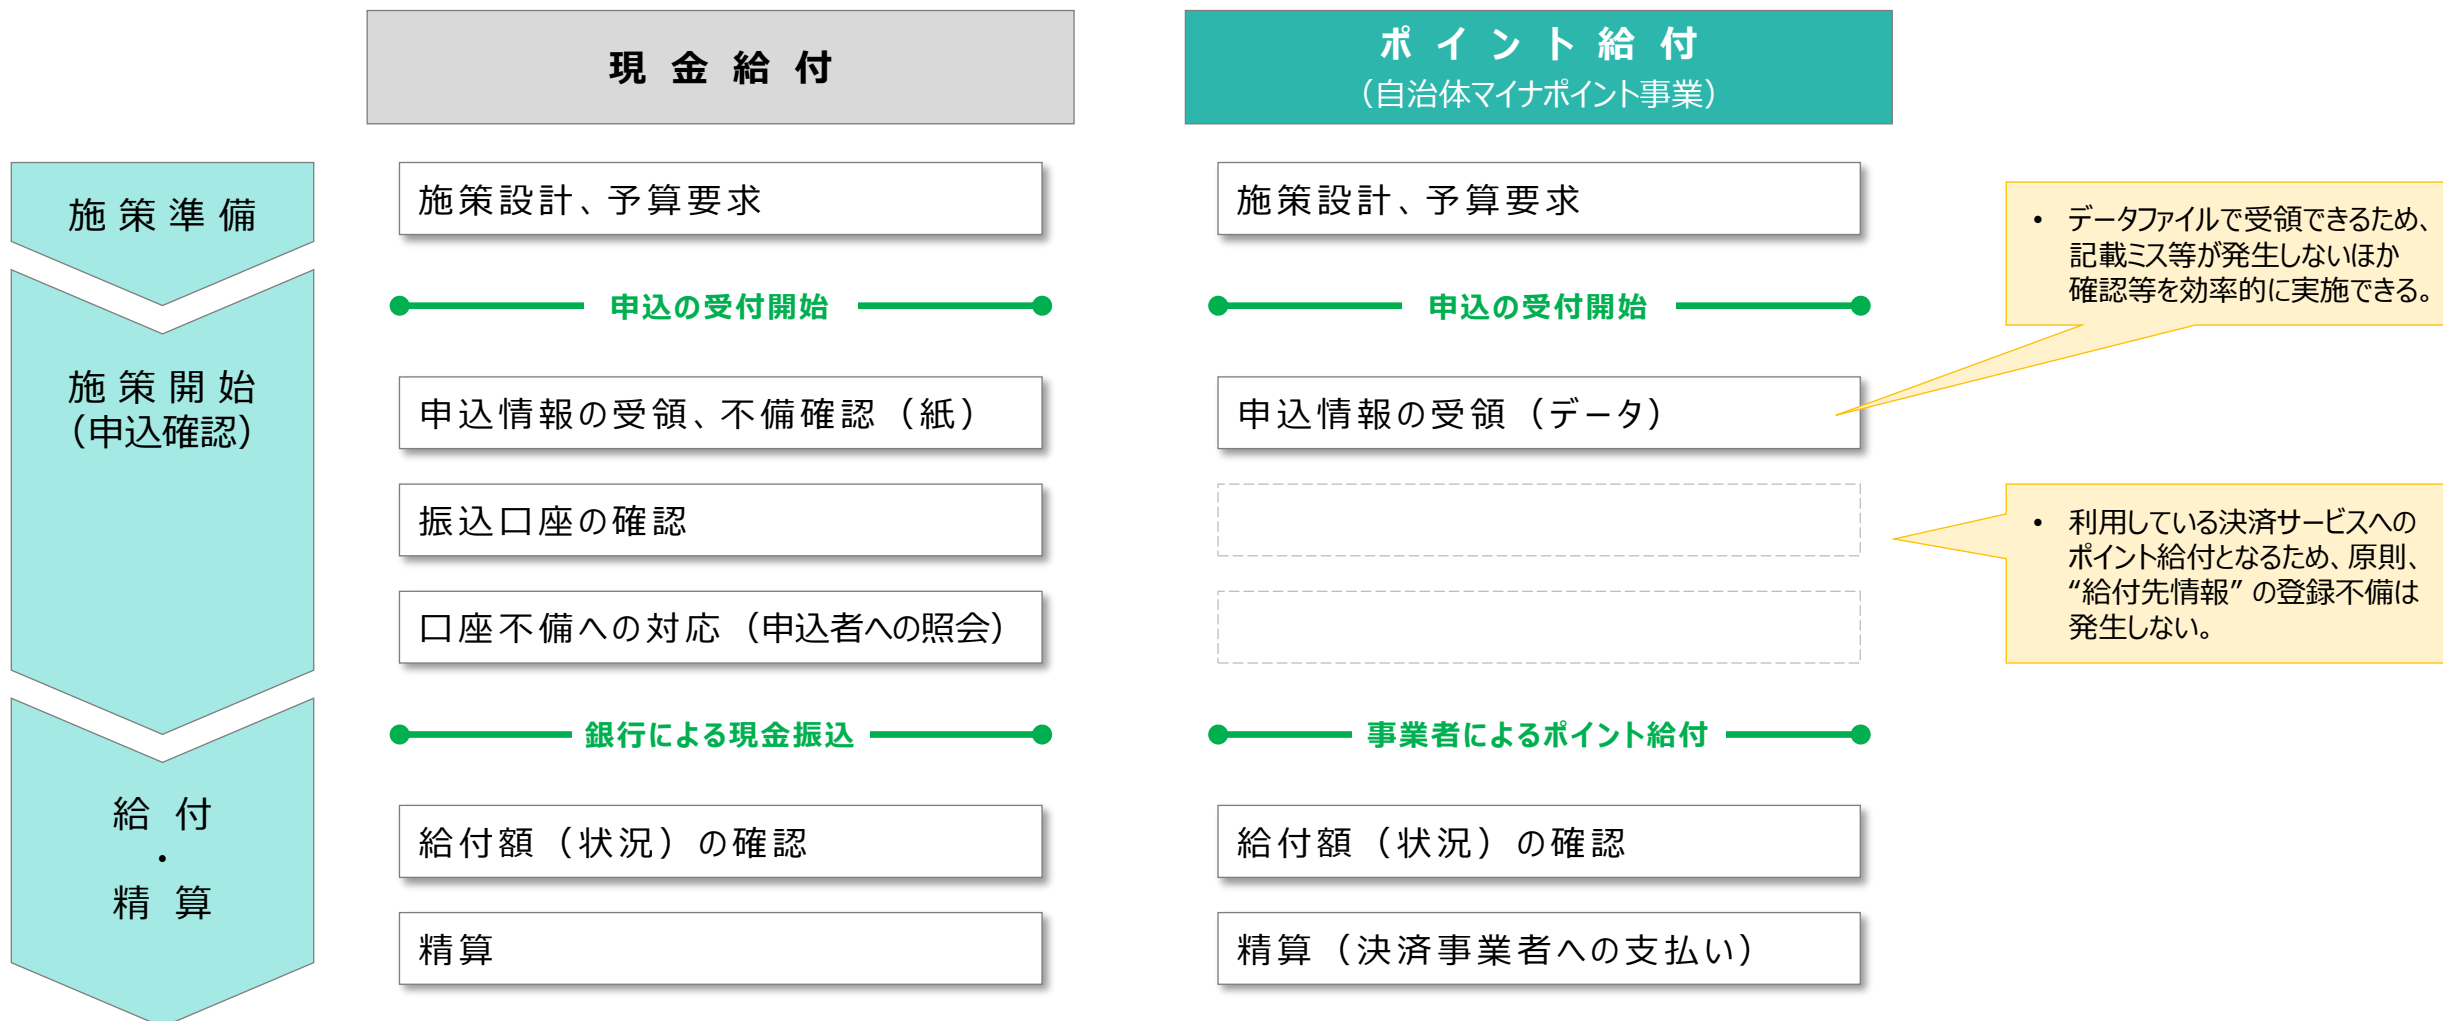 現金給付
ポイント給付
（自治体マイナポイント事業）
施策準備
施策設計、予算要求
施策設計、予算要求
• データファイルで受領できるため、
記載ミス等が発生しないほか
確認等を効率的に実施できる。
申込の受付開始
申込の受付開始
施策開始
（申込確認）
申込情報の受領、不備確認（紙）
申込情報の受領（データ）
振込口座の確認
• 利用している決済サービスへの
ポイント給付となるため、原則、
“給付先情報” の登録不備は
発生しない。
口座不備への対応（申込者への照会）
銀行による現金振込
事業者によるポイント給付
給付
・
精算
給付額（状況）の確認
給付額（状況）の確認
精算
精算（決済事業者への支払い）